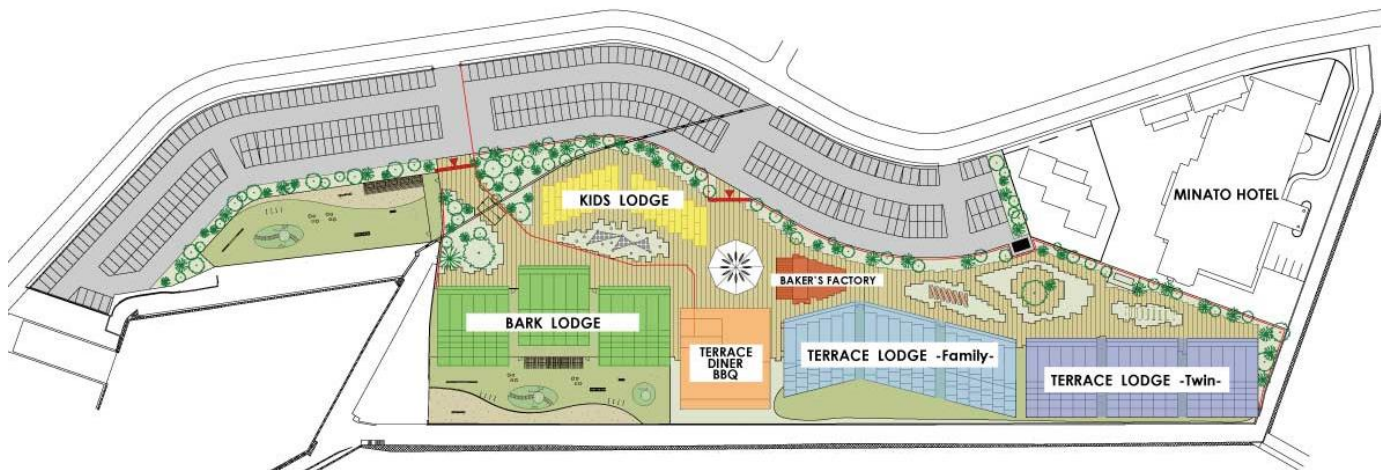 KIDS LODGE
MINATO HOTEL
BAKER'S FACTORY
BARK LODGE
TERRACE
DINER
BBQ
TERRACE LODGE -Family-
TERRACE LODGE -Twin-